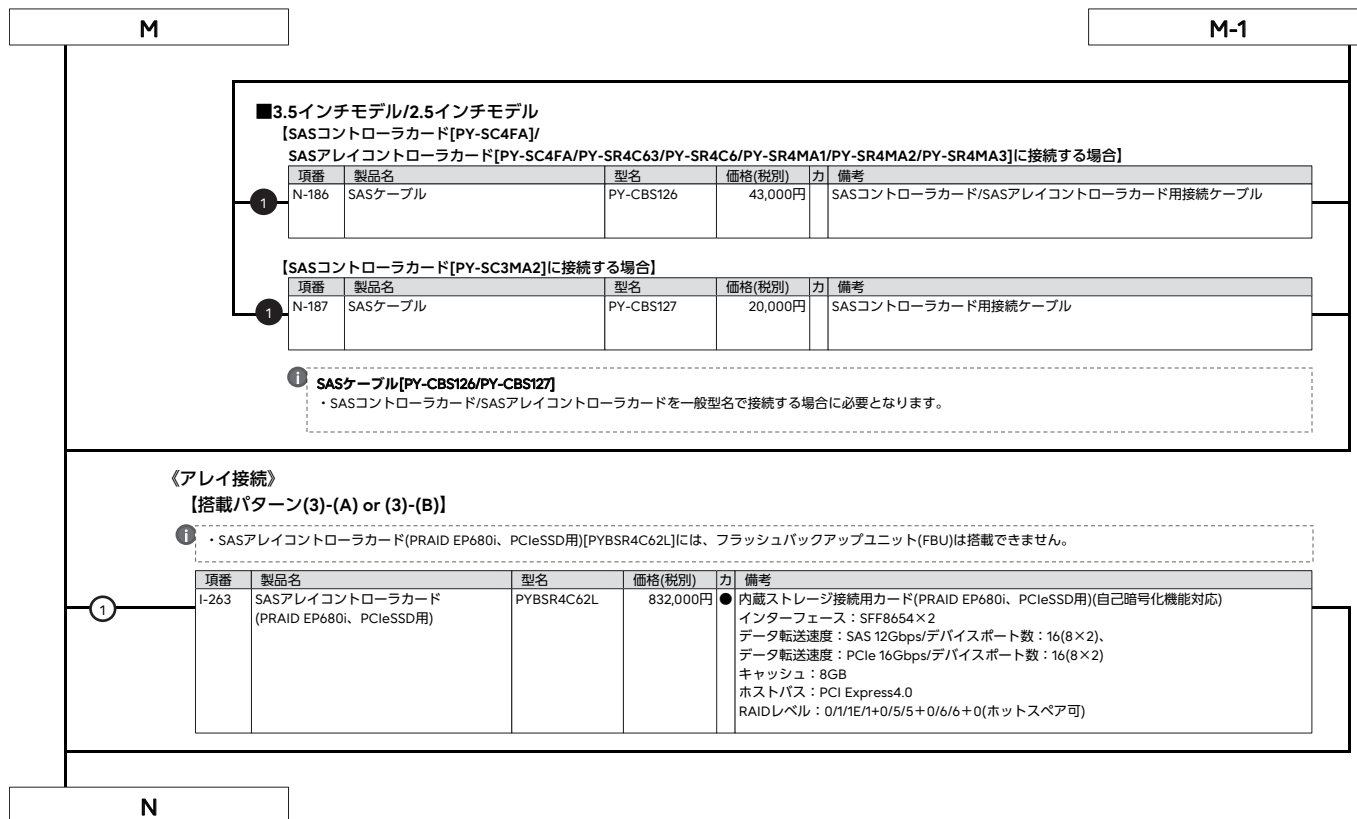 M
M-1
■3.5インチモデル/2.5インチモデル
【SASコントローラカード[PY-SC4FA]/
SASアレイコントローラカード[PY-SC4FA/PY-SR4C63/PY-SR4C6/PY-SR4MA1/PY-SR4MA2/PY-SR4MA3]に接続する場合】
項番 製品名 型名 価格(税別) カ 備考
1 N-186 SASケーブル PY-CBS126 43,000円 SASコントローラカード/SASアレイコントローラカード用接続ケーブル
【SASコントローラカード[PY-SC3MA2]に接続する場合】
項番 製品名 型名 価格(税別) カ 備考
1 N-187 SASケーブル PY-CBS127 20,000円 SASコントローラカード用接続ケーブル
i SASケーブル[PY-CBS126/PY-CBS127]
・SASコントローラカード/SASアレイコントローラカードを一般型名で接続する場合に必要となります。
《アレイ接続》
【搭載パターン(3)-(A) or (3)-(B)】
i ・SASアレイコントローラカード(PRAID EP680i、PCIeSSD用)[PYBSR4C62L]には、フラッシュバックアップユニット(FBU)は搭載できません。
項番 製品名 型名 価格(税別) カ 備考
1 I-263 SASアレイコントローラカード PYBSR4C62L 832,000円 ● 内蔵ストレージ接続用カード(PRAID EP680i、PCIeSSD用)(自己暗号化機能対応)
(PRAID EP680i、PCIeSSD用) インターフェース：SFF8654×2
データ転送速度：SAS 12Gbps/デバイスポート数：16(8×2)、
データ転送速度：PCIe 16Gbps/デバイスポート数：16(8×2)
キャッシュ：8GB
ホストバス：PCI Express4.0
RAIDレベル：0/1/1E/1+0/5/5＋0/6/6＋0(ホットスペア可)
N